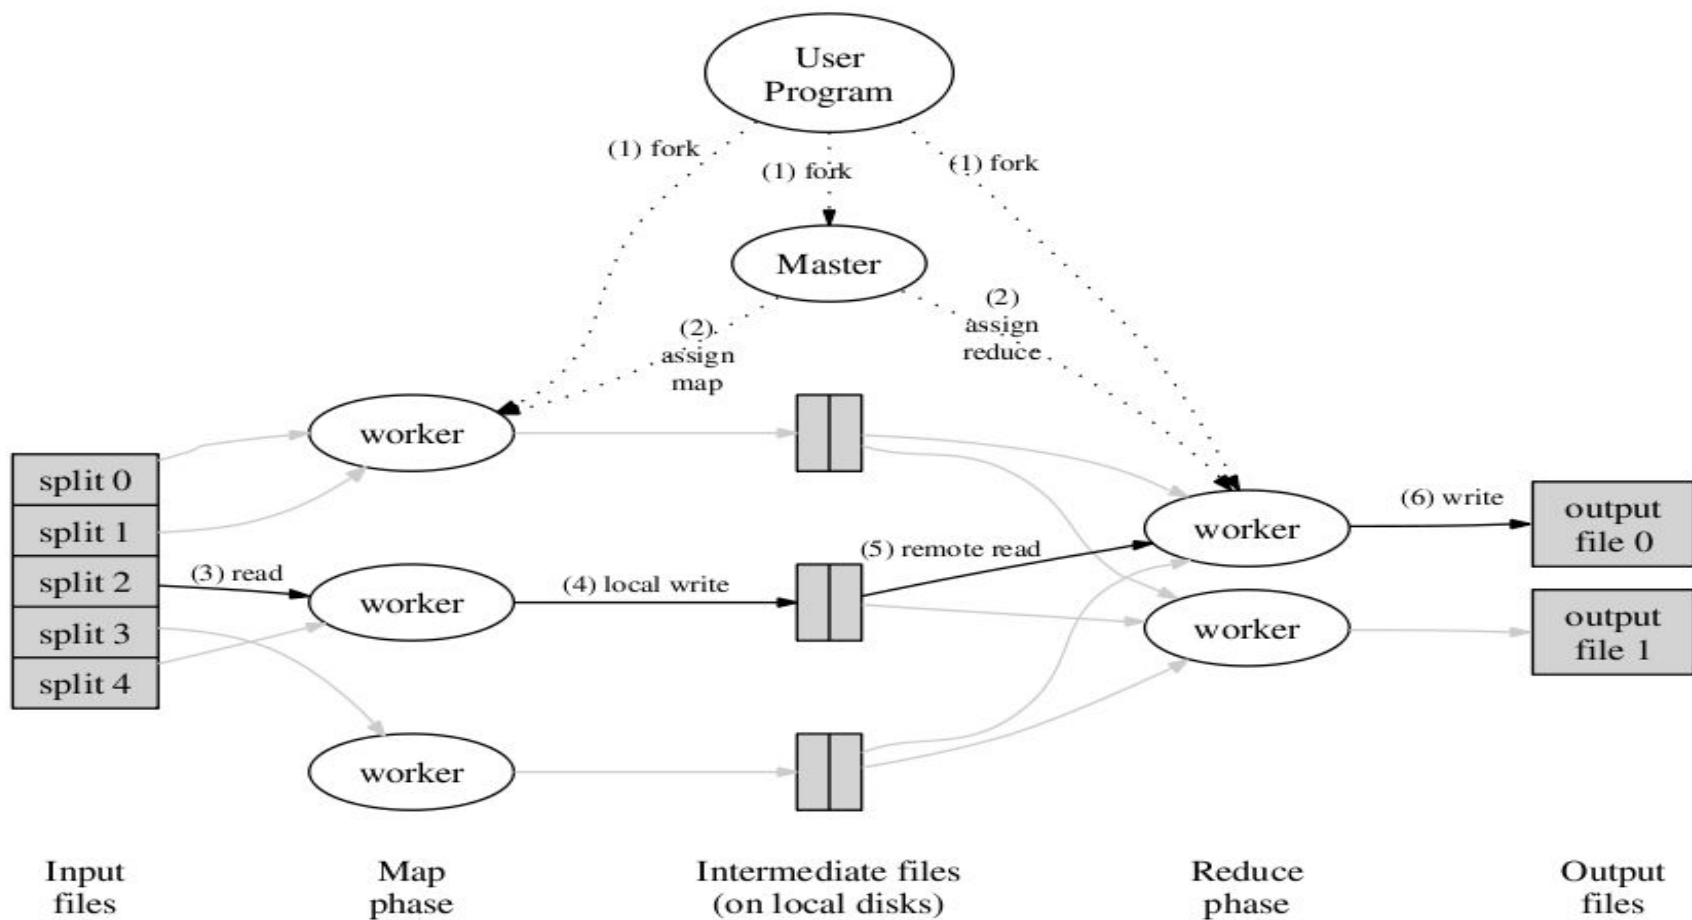 User
Program
(1) fork
(1) fork
(1) fork
Master
(2)
assign
map
(2)
assign
reduce
worker
split 0
split 1
split 2
split 3
split 4
(3) read
worker
(4) local write
(5) remote read
worker
(6) write
output
file 0
worker
output
file 1
worker
Input
files
Map
phase
Intermediate files
(on local disks)
Reduce
phase
Output
files